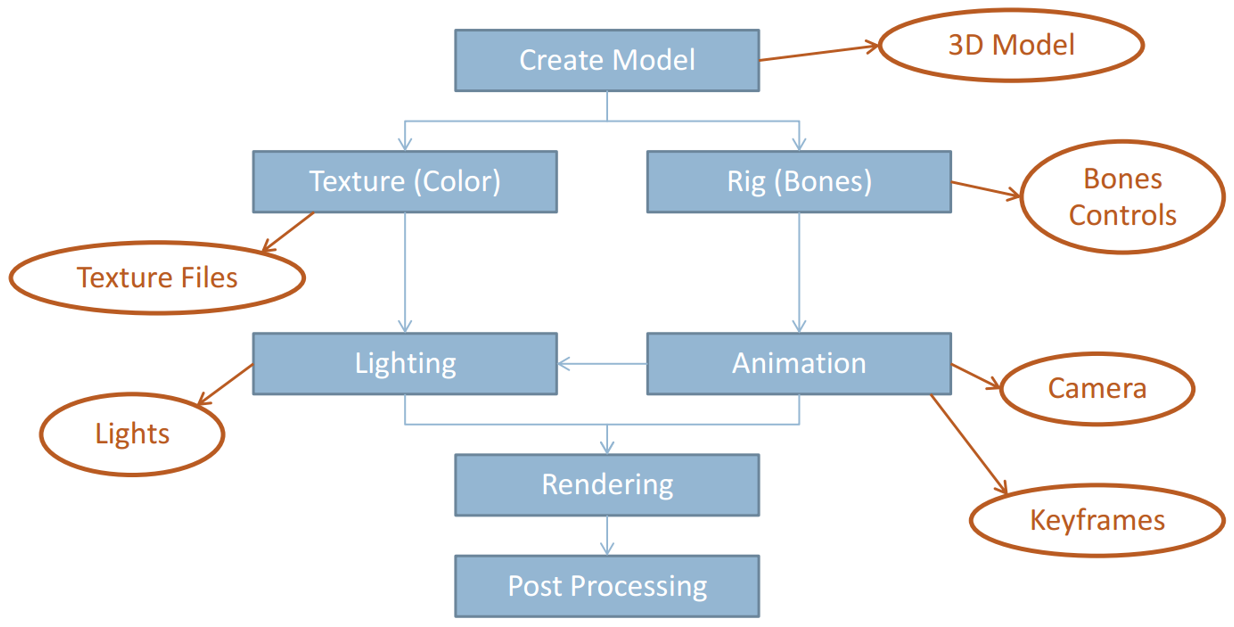 Create Model
3D Model
Texture (Color)
Rig (Bones)
Bones
Controls
Texture Files
Lighting
Animation
Camera
Lights
Rendering
Keyframes
Post Processing